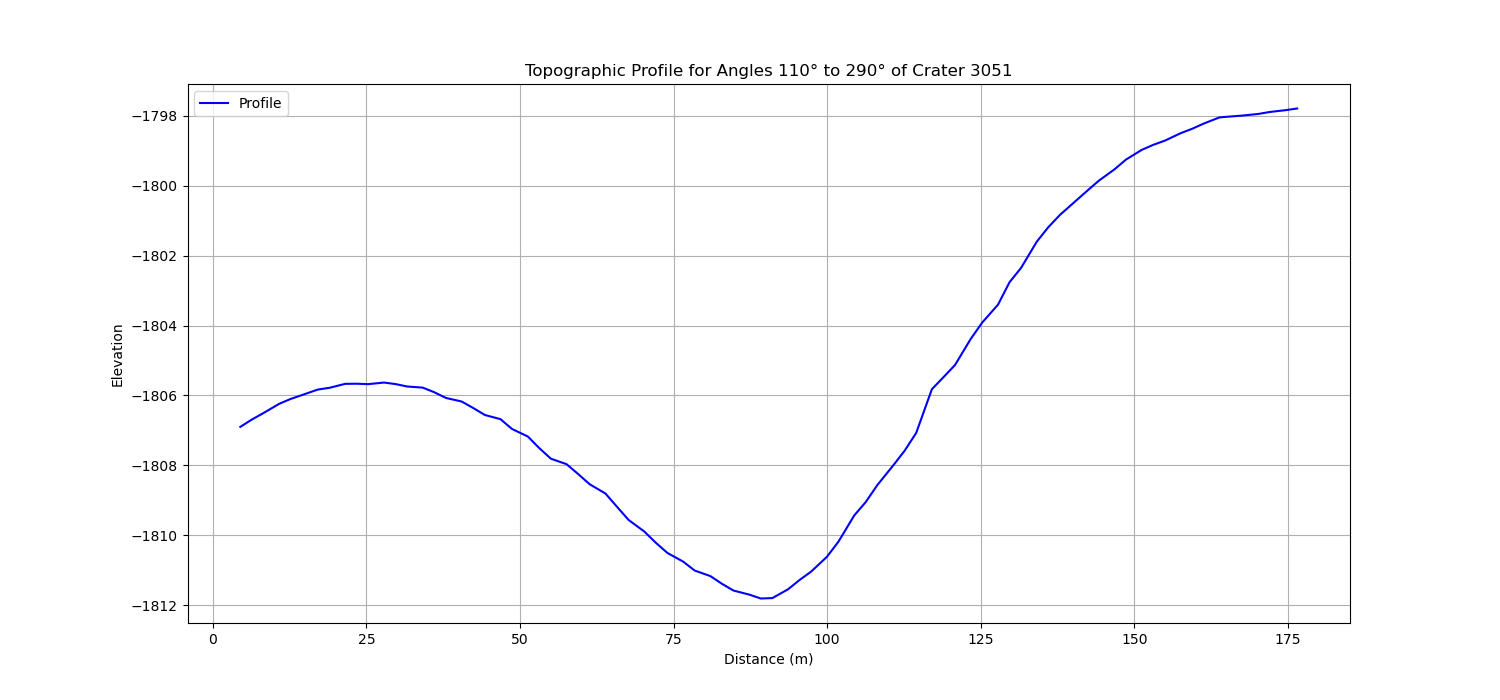 Topographic Profile for Angles 110° to 290° of Crater 3051
Profile
−1798
−1800
−1802
−1804
−1806
−1808
−1810
−1812
Elevation
0 25 50 75 100 125 150 175
Distance (m)